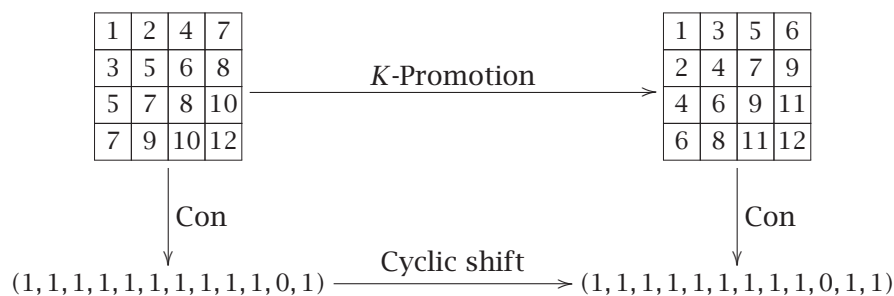 1 2 4 7
3 5 6 8
5 7 8 10
7 9 10 12
K-Promotion
1 3 5 6
2 4 7 9
4 6 9 11
6 8 11 12
Con
Con
(1,1,1,1,1,1,1,1,1,1,0,1)
Cyclic shift
(1,1,1,1,1,1,1,1,1,0,1,1)